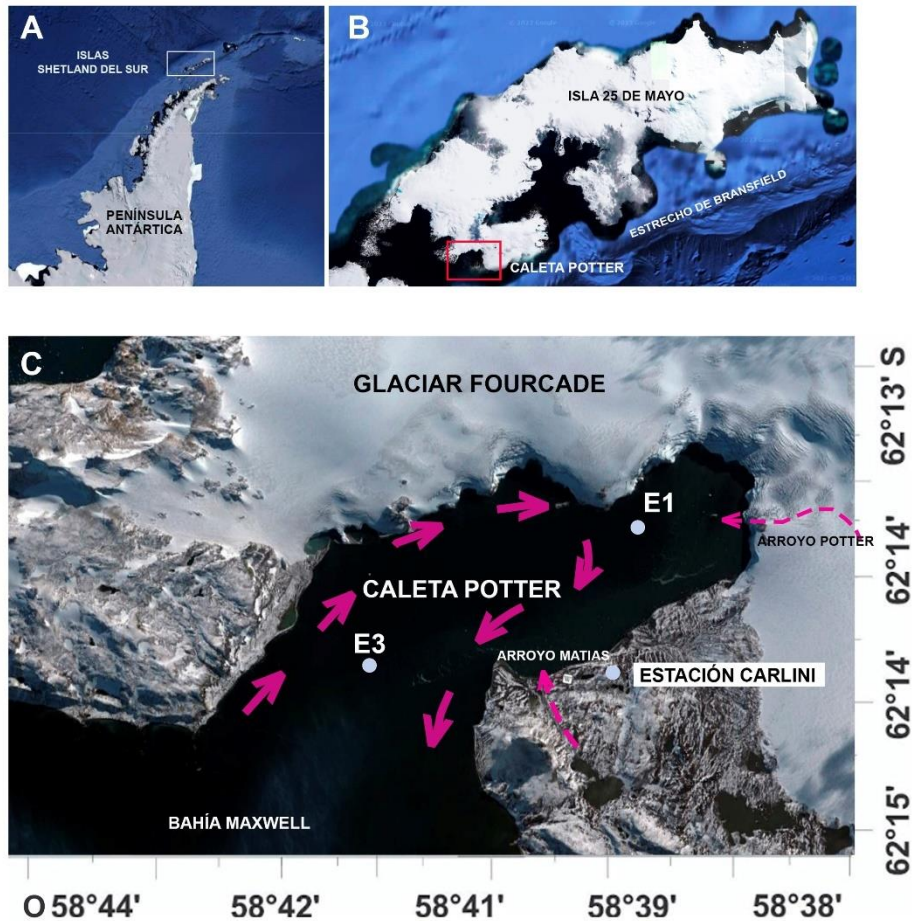 A
ISLAS
SHETLAND DEL SUR
PENÍNSULA
ANTÁRTICA
B
ISLA 25 DE MAYO
ESTRECHO DE BRANSFIELD
CALETA POTTER
C
GLACIAR FOURCADE
E1
ARROYO POTTER
CALETA POTTER
E3
ARROYO MATIAS
ESTACIÓN CARLINI
BAHÍA MAXWELL
62°13' S
62°14'
62°14'
62°15'
O 58°44' 58°42' 58°41' 58°39' 58°38'